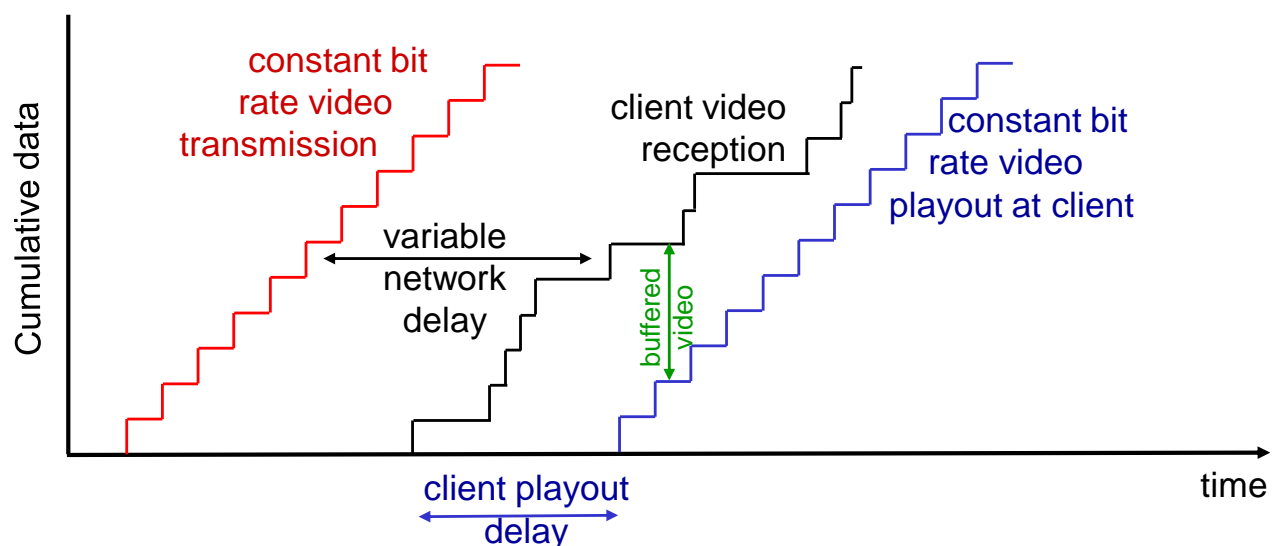 constant bit
rate video
transmission
client video
reception
constant bit
rate video
playout at client
Cumulative data
variable
network
delay
buffered
video
time
client playout
delay